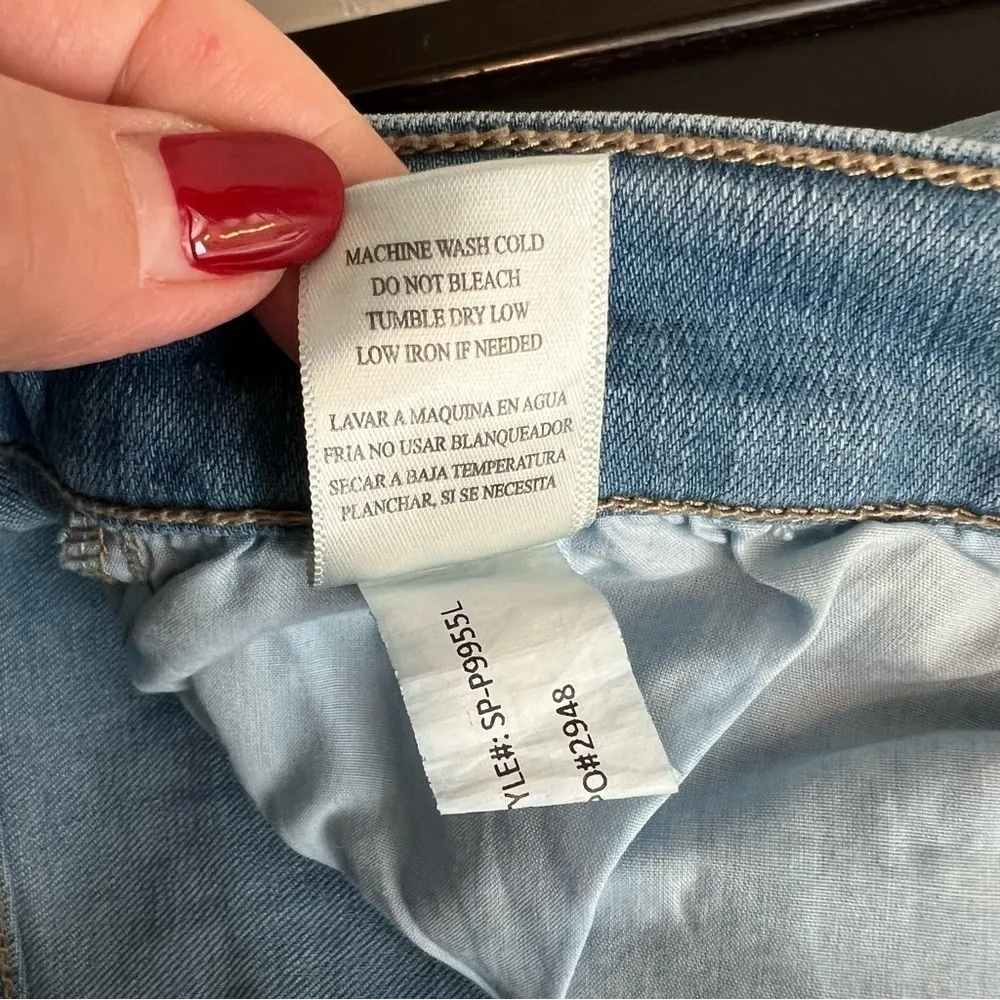 MACHINE WASH COLD
DO NOT BLEACH
TUMBLE DRY LOW
LOW IRON IF NEEDED
LAVAR A MAQUINA EN AGUA
FRIA NO USAR BLANQUEADOR
SECAR A BAJA TEMPERATURA
PLANCHAR, SI SE NECESITA
YLE#: SP-P9955L
PO#2948